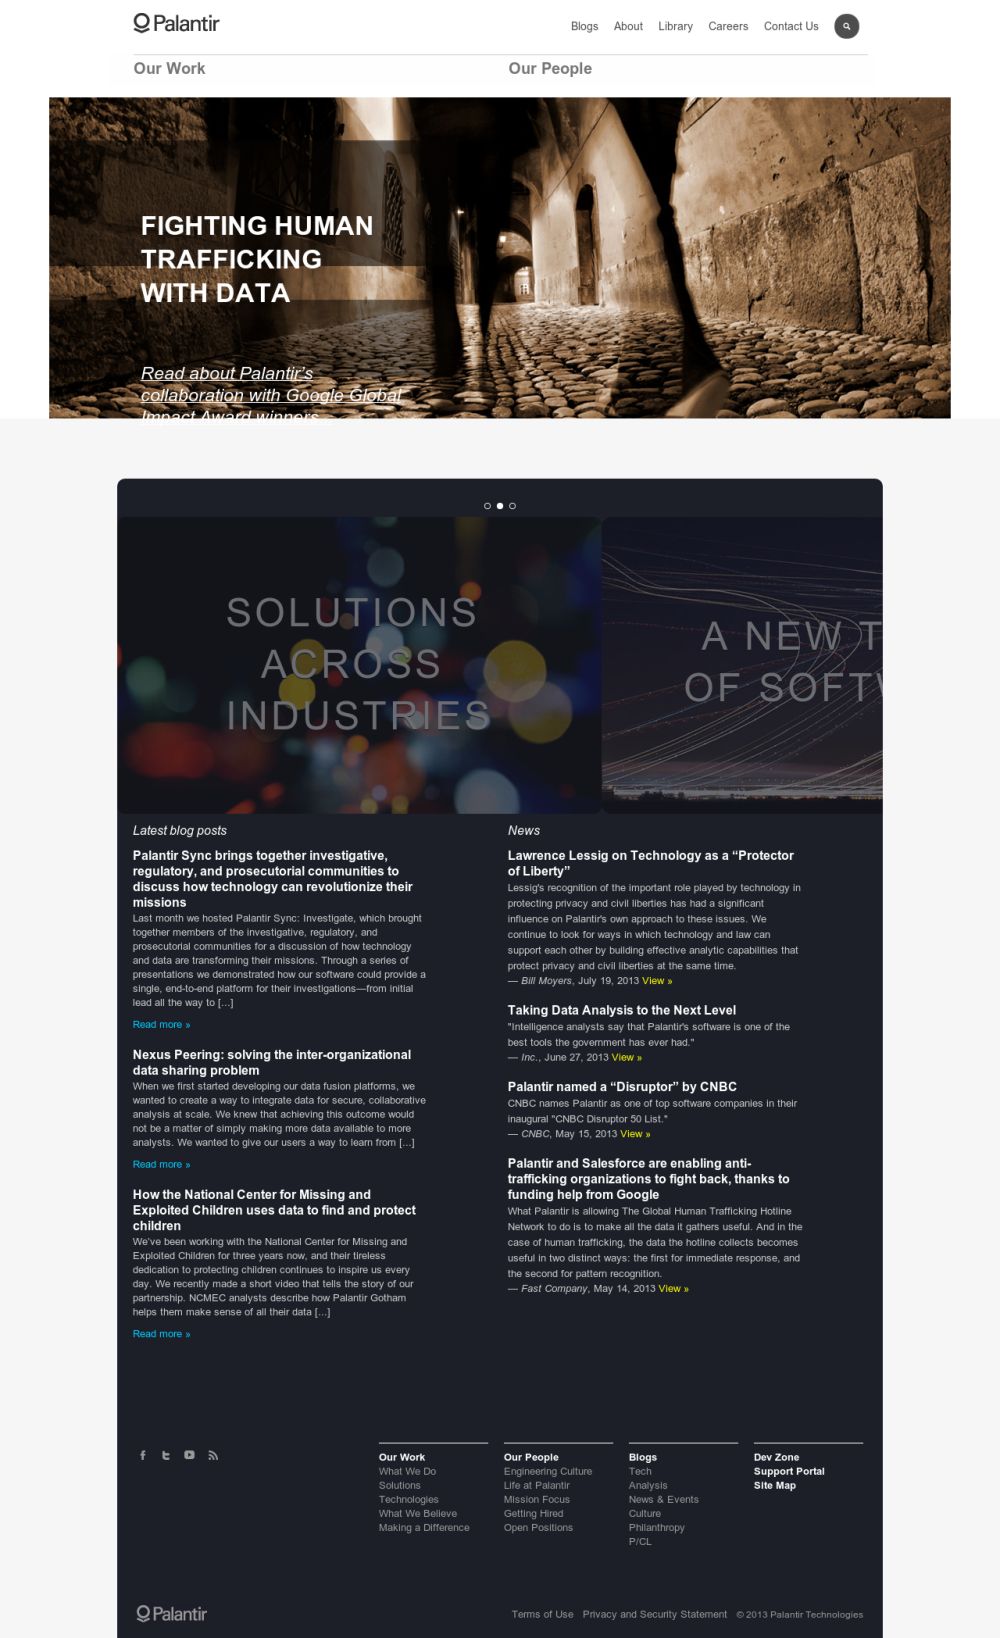 Palantir
Blogs About Library Careers Contact Us
Our Work
Our People
FIGHTING HUMAN
TRAFFICKING
WITH DATA
Read about Palantir's
collaboration with Google Global
Impact Award winners
SOLUTIONS
ACROSS
INDUSTRIES
A NEW T
OF SOFTW
Latest blog posts
Palantir Sync brings together investigative,
regulatory, and prosecutorial communities to
discuss how technology can revolutionize their
missions
Last month we hosted Palantir Sync: Investigate, which brought
together members of the investigative, regulatory, and
prosecutorial communities for a discussion of how technology
and data are transforming their missions. Through a series of
presentations we demonstrated how our software could provide a
single, end-to-end platform for their investigations—from initial
lead all the way to [...]
Read more »
Nexus Peering: solving the inter-organizational
data sharing problem
When we first started developing our data fusion platforms, we
wanted to create a way to integrate data for secure, collaborative
analysis at scale. We knew that achieving this outcome would
not be a matter of simply making more data available to more
analysts. We wanted to give our users a way to learn from [...]
Read more »
How the National Center for Missing and
Exploited Children uses data to find and protect
children
We've been working with the National Center for Missing and
Exploited Children for three years now, and their tireless
dedication to protecting children continues to inspire us every
day. We recently made a short video that tells the story of our
partnership. NCMEC analysts describe how Palantir Gotham
helps them make sense of all their data [...]
Read more »
News
Lawrence Lessig on Technology as a “Protector
of Liberty”
Lessig's recognition of the important role played by technology in
protecting privacy and civil liberties has had a significant
influence on Palantir's own approach to these issues. We
continue to look for ways in which technology and law can
support each other by building effective analytic capabilities that
protect privacy and civil liberties at the same time.
— Bill Moyers, July 19, 2013 View »
Taking Data Analysis to the Next Level
"Intelligence analysts say that Palantir's software is one of the
best tools the government has ever had."
— Inc., June 27, 2013 View »
Palantir named a “Disruptor” by CNBC
CNBC names Palantir as one of top software companies in their
inaugural "CNBC Disruptor 50 List."
— CNBC, May 15, 2013 View »
Palantir and Salesforce are enabling anti-
trafficking organizations to fight back, thanks to
funding help from Google
What Palantir is allowing The Global Human Trafficking Hotline
Network to do is to make all the data it gathers useful. And in the
case of human trafficking, the data the hotline collects becomes
useful in two distinct ways: the first for immediate response, and
the second for pattern recognition.
— Fast Company, May 14, 2013 View »
Our Work
What We Do
Solutions
Technologies
What We Believe
Making a Difference
Our People
Engineering Culture
Life at Palantir
Mission Focus
Getting Hired
Open Positions
Blogs
Tech
Analysis
News & Events
Culture
Philanthropy
P/CL
Dev Zone
Support Portal
Site Map
Palantir
Terms of Use Privacy and Security Statement © 2013 Palantir Technologies